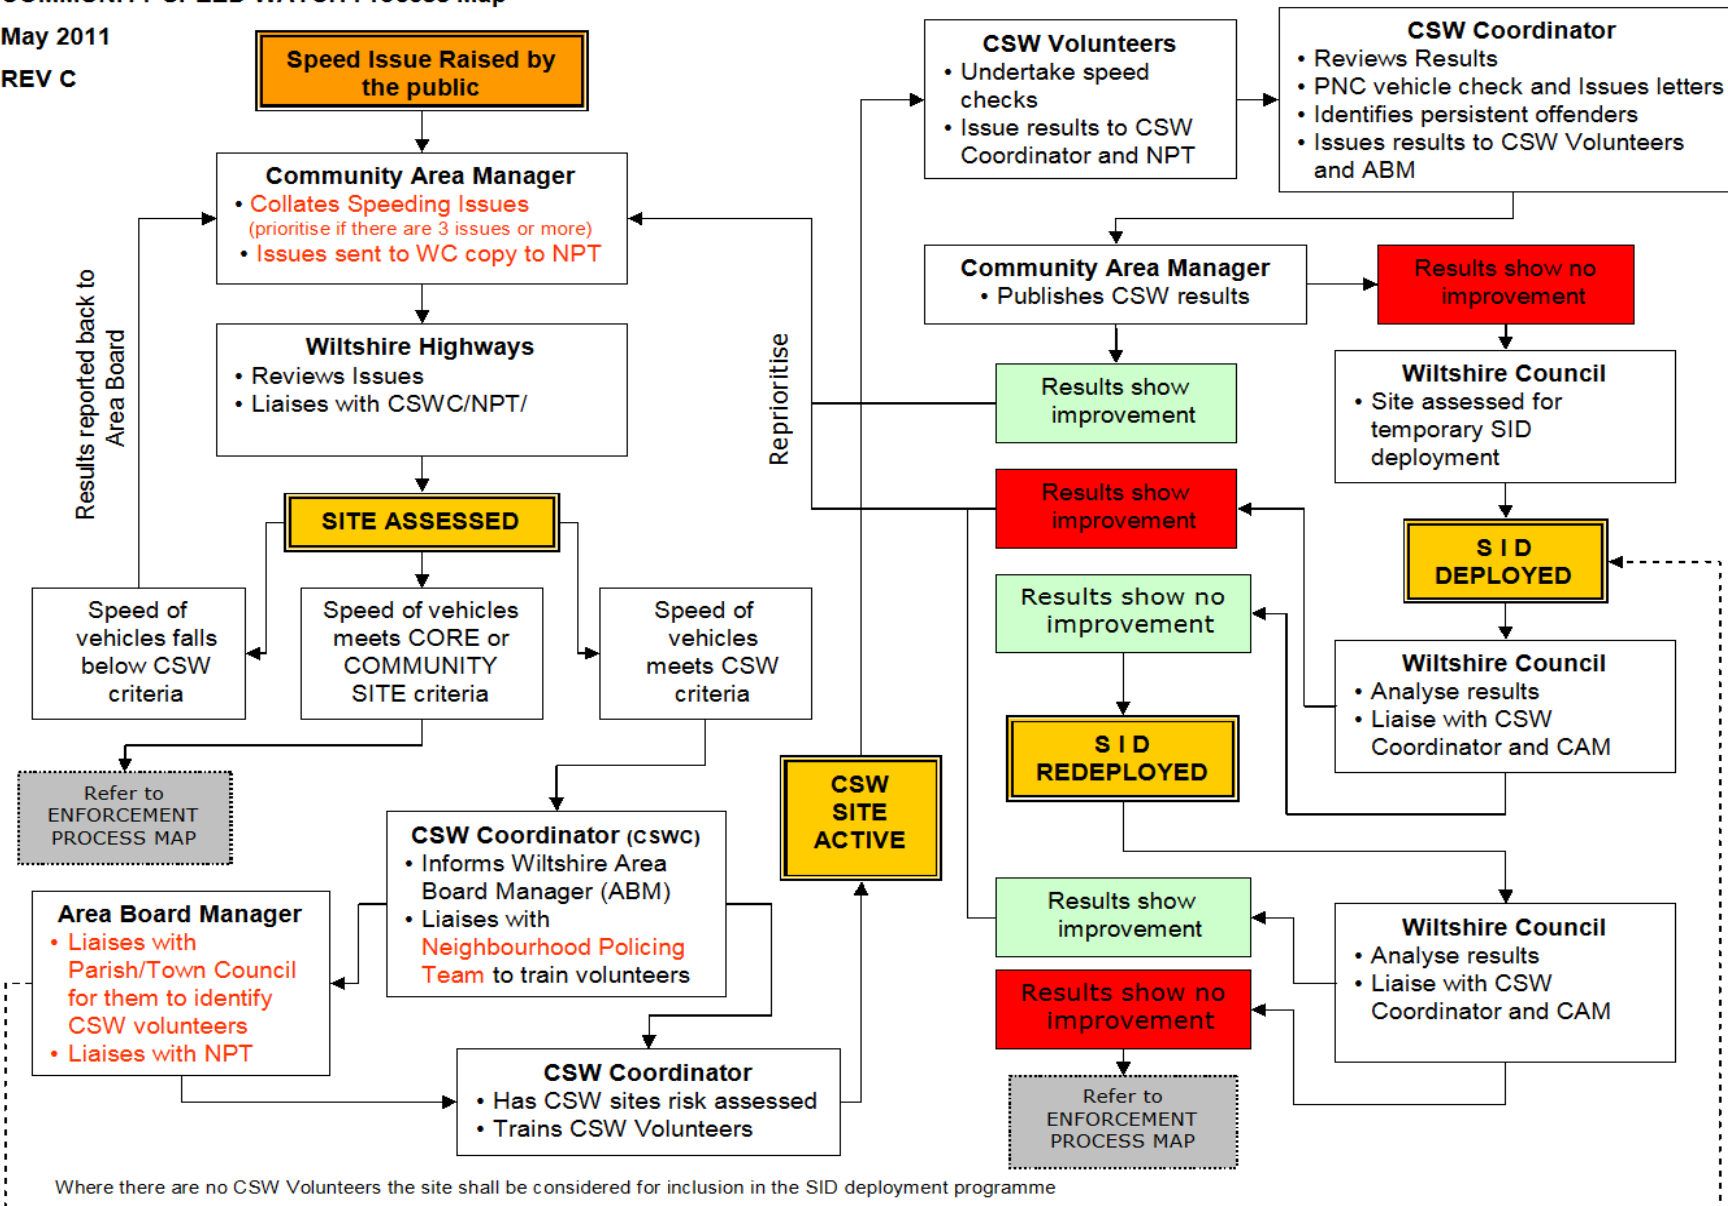 COMMUNITY SPEED WATCH Process Map
May 2011
REV C
Speed Issue Raised by
the public
Community Area Manager
• Collates Speeding Issues
(prioritise if there are 3 issues or more)
• Issues sent to WC copy to NPT
Results reported back to
Area Board
Wiltshire Highways
• Reviews Issues
• Liaises with CSWC/NPT/
SITE ASSESSED
Speed of
vehicles falls
below CSW
criteria
Speed of vehicles
meets CORE or
COMMUNITY
SITE criteria
Speed of
vehicles
meets CSW
criteria
Refer to
ENFORCEMENT
PROCESS MAP
CSW Coordinator (CSWC)
• Informs Wiltshire Area
Board Manager (ABM)
• Liaises with
Neighbourhood Policing
Team to train volunteers
Area Board Manager
• Liaises with
Parish/Town Council
for them to identify
CSW volunteers
• Liaises with NPT
CSW Coordinator
• Has CSW sites risk assessed
• Trains CSW Volunteers
CSW
SITE
ACTIVE
CSW Volunteers
• Undertake speed
checks
• Issue results to CSW
Coordinator and NPT
CSW Coordinator
• Reviews Results
• PNC vehicle check and Issues letters
• Identifies persistent offenders
• Issues results to CSW Volunteers
and ABM
Community Area Manager
• Publishes CSW results
Results show no
improvement
Reprioritise
Results show
improvement
Wiltshire Council
• Site assessed for
temporary SID
deployment
Results show
improvement
S I D
DEPLOYED
Results show no
improvement
Wiltshire Council
• Analyse results
• Liaise with CSW
Coordinator and CAM
S I D
REDEPLOYED
Results show
improvement
Wiltshire Council
• Analyse results
• Liaise with CSW
Coordinator and CAM
Results show no
improvement
Refer to
ENFORCEMENT
PROCESS MAP
Where there are no CSW Volunteers the site shall be considered for inclusion in the SID deployment programme